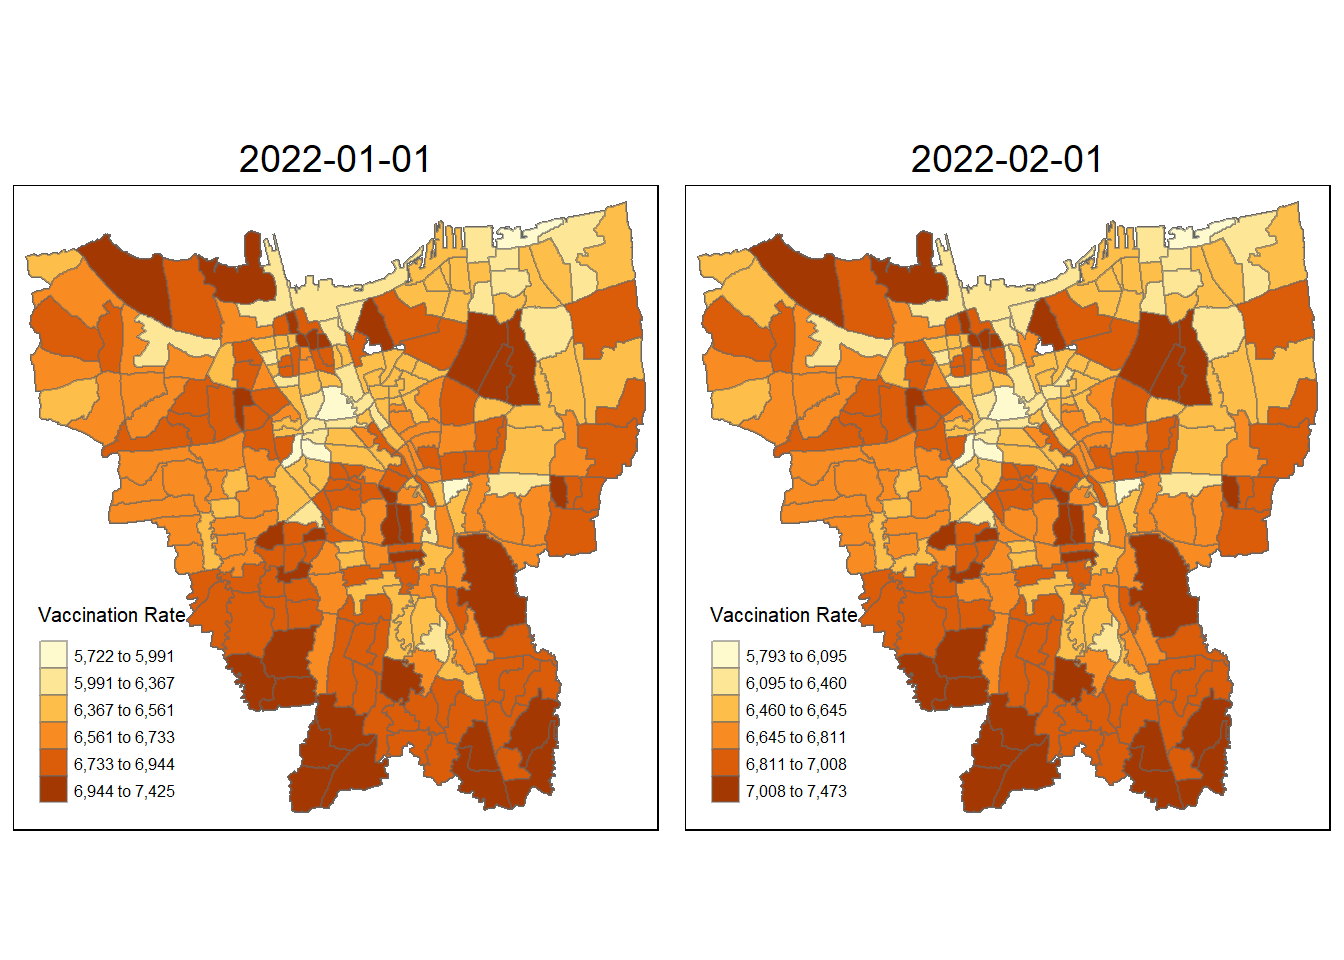 2022-01-01
Vaccination Rate
5,722 to 5,991
5,991 to 6,367
6,367 to 6,561
6,561 to 6,733
6,733 to 6,944
6,944 to 7,425
2022-02-01
Vaccination Rate
5,793 to 6,095
6,095 to 6,460
6,460 to 6,645
6,645 to 6,811
6,811 to 7,008
7,008 to 7,473